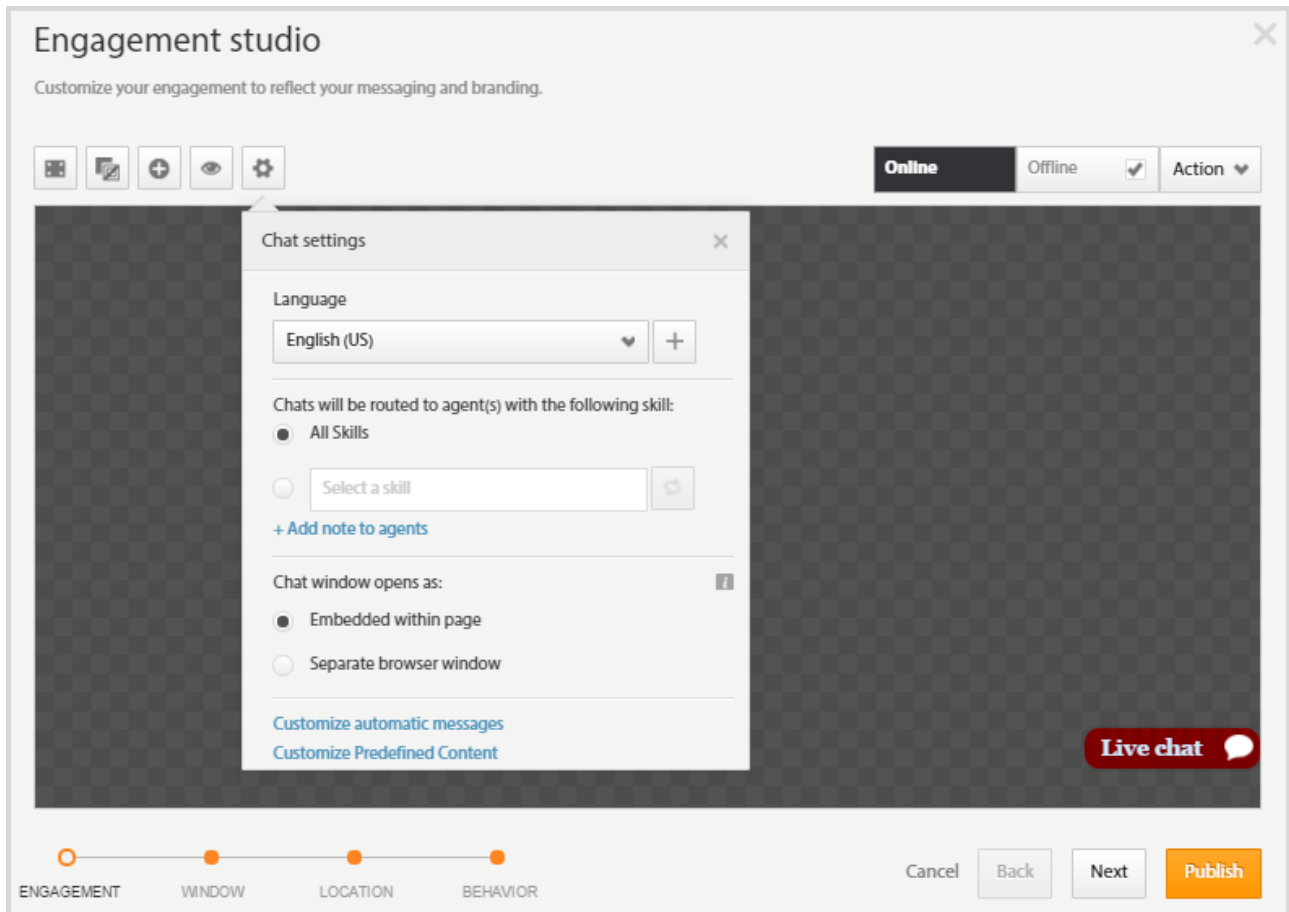 Engagement studio
Customize your engagement to reflect your messaging and branding.
Online
Offline
Action
Chat settings
Language
English (US)
Chats will be routed to agent(s) with the following skill:
All Skills
Select a skill
+ Add note to agents
Chat window opens as:
Embedded within page
Separate browser window
Customize automatic messages
Customize Predefined Content
Live chat
ENGAGEMENT
WINDOW
LOCATION
BEHAVIOR
Cancel
Back
Next
Publish